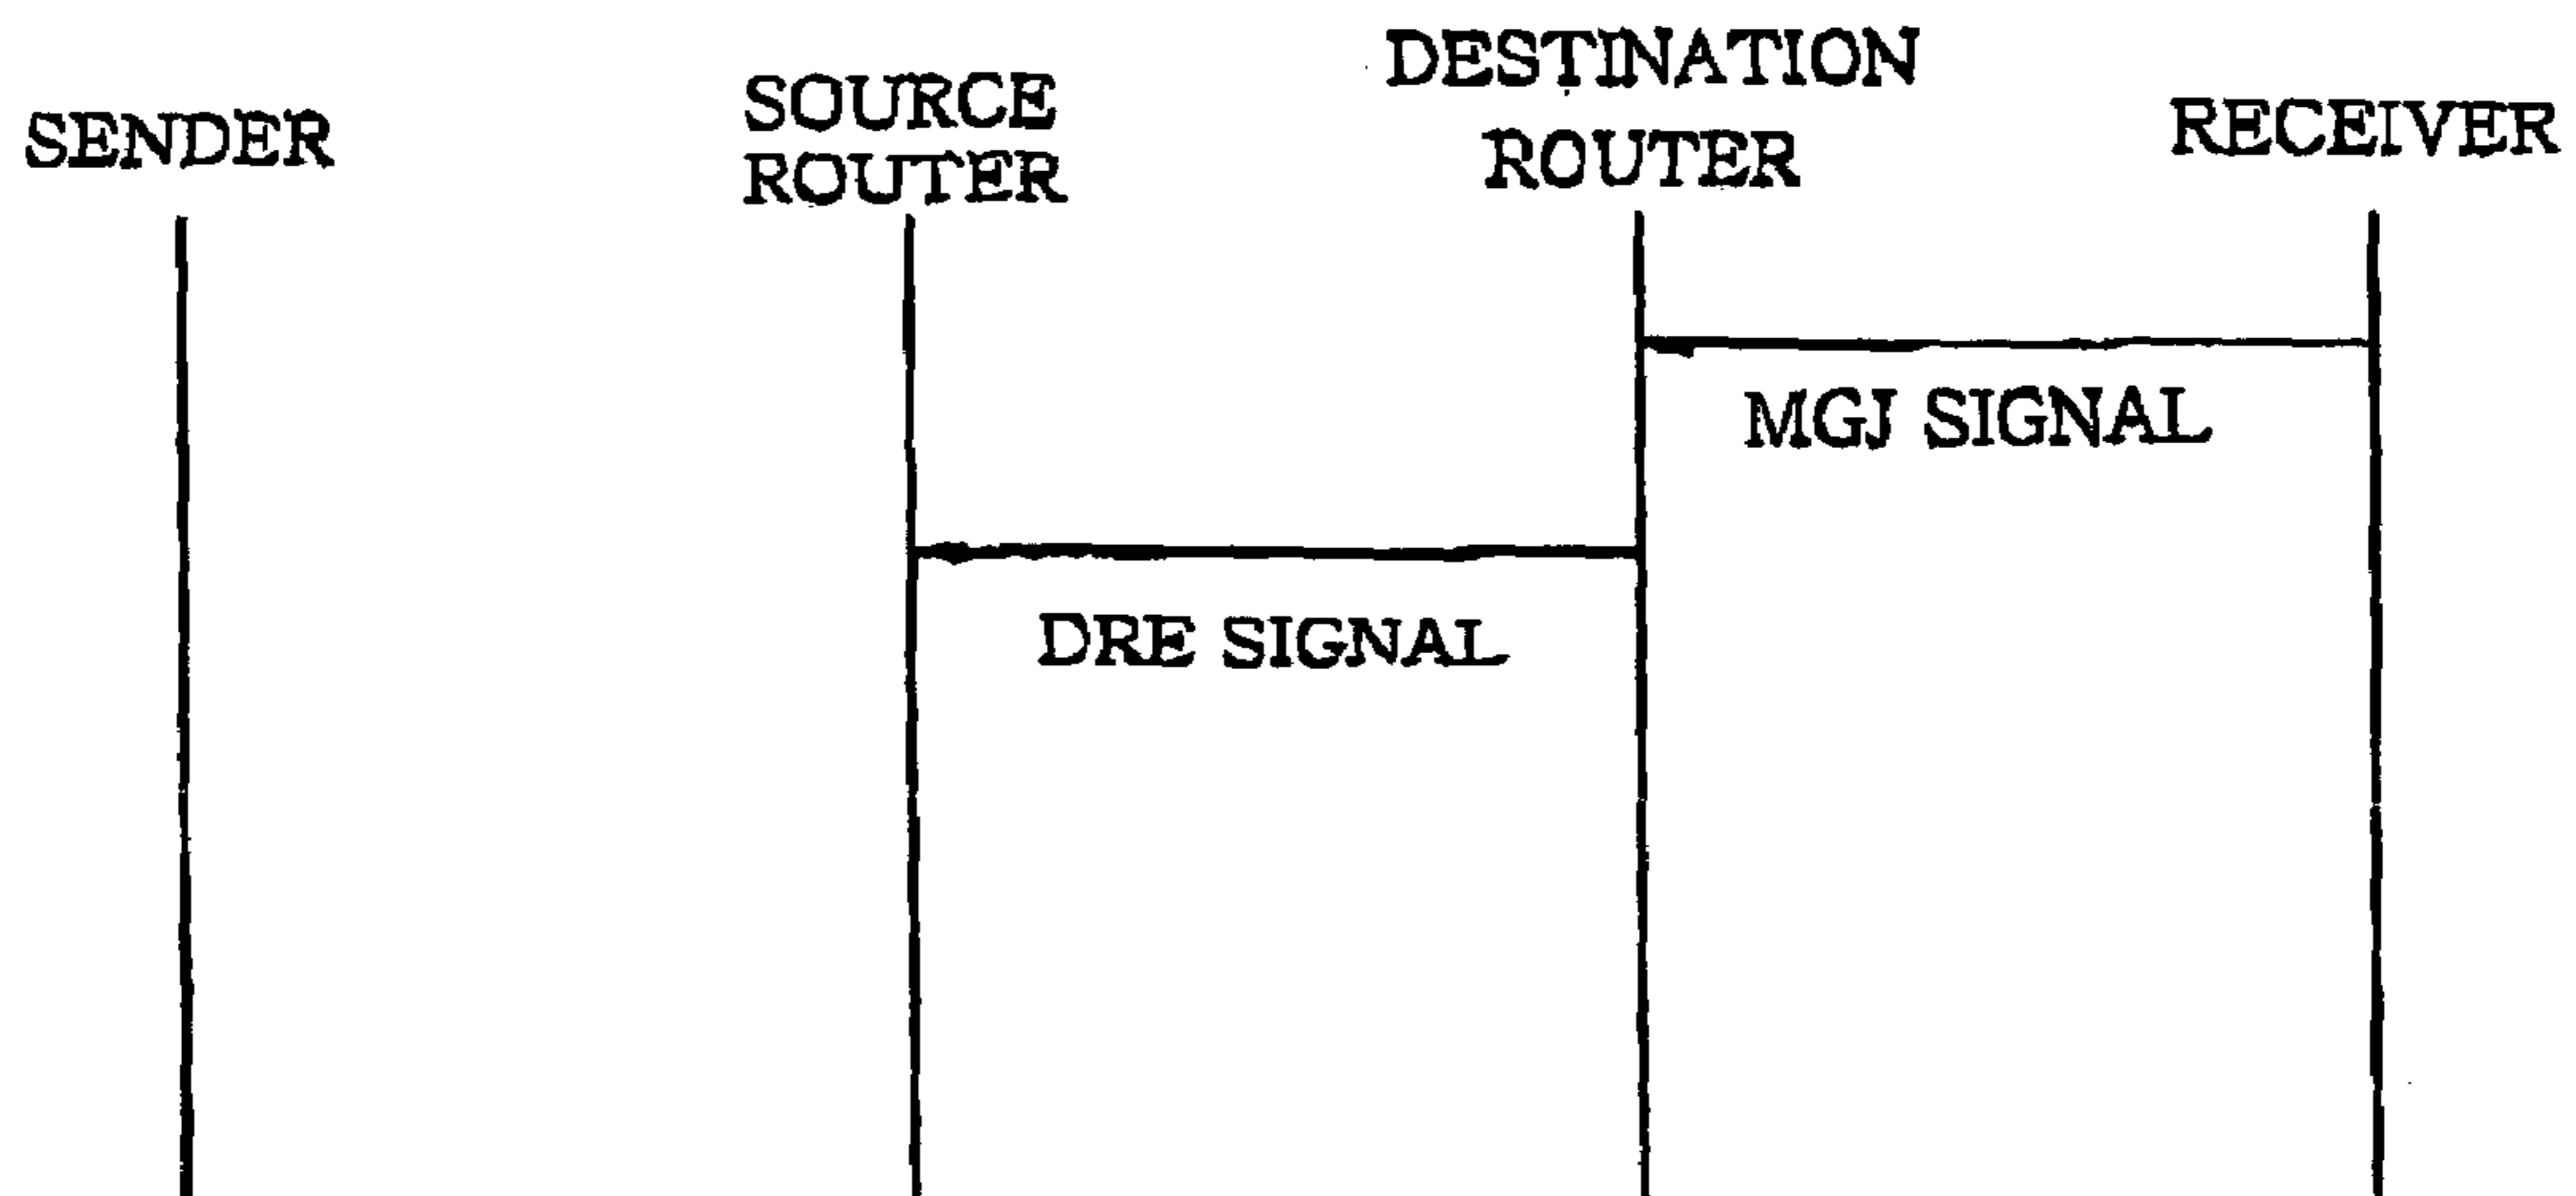 SENDER
SOURCE
ROUTER
DESTINATION
ROUTER
RECEIVER
MGJ SIGNAL
DRE SIGNAL